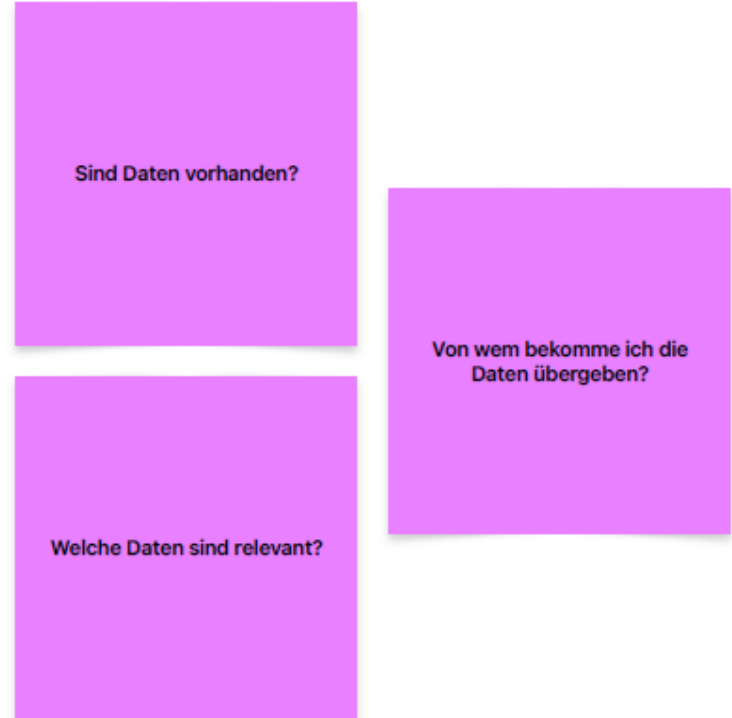 Sind Daten vorhanden?
Von wem bekomme ich die
Daten übergeben?
Welche Daten sind relevant?